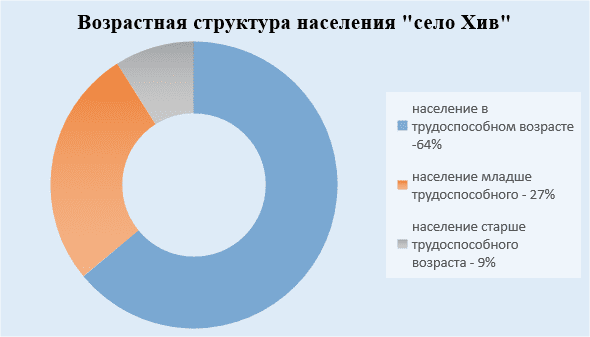 Возрастная структура населения "село Хив"
население в
трудоспособном возрасте
-64%
население младше
трудоспособного - 27%
население старше
трудоспособного
возраста - 9%